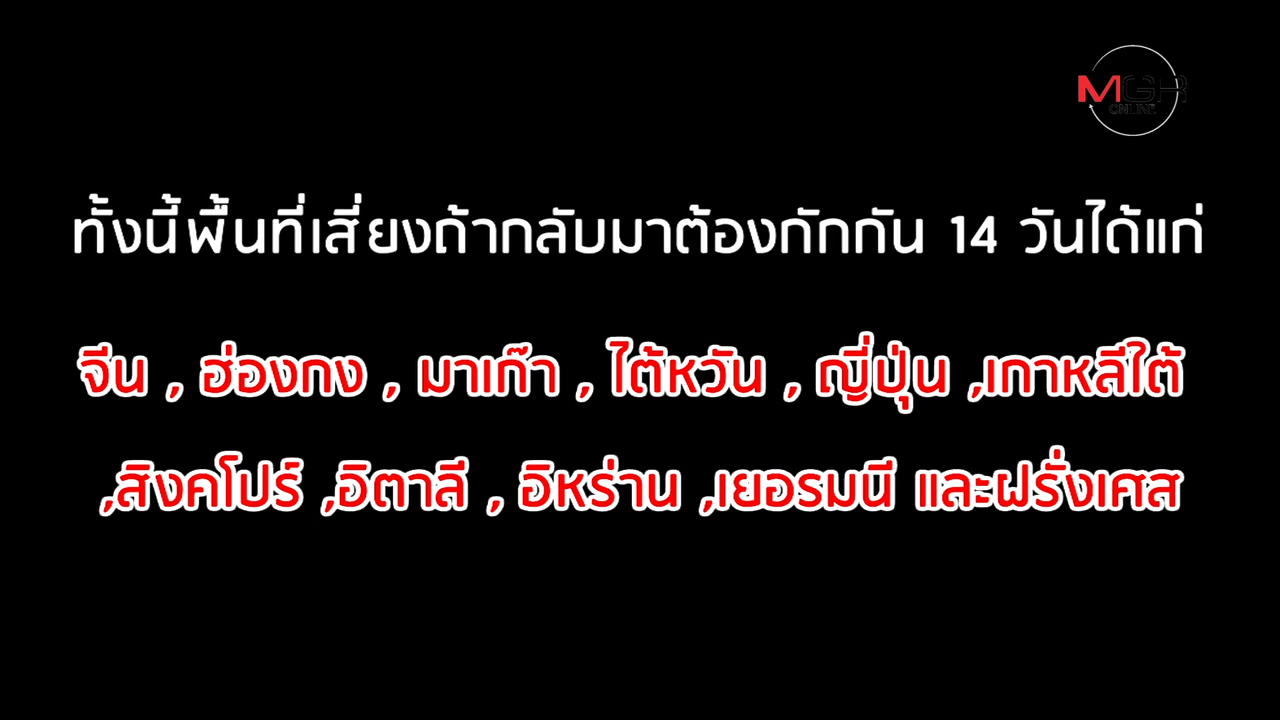 MGR
ONLINE
ทั้งนี้พื้นที่เสี่ยงถ้ากลับมาต้องกักกัน 14 วันได้แก่
จีน , ฮ่องกง , มาเก๊า , ไต้หวัน , ญี่ปุ่น ,เกาหลีใต้
,สิงคโปร์ ,อิตาลี , อิหร่าน ,เยอรมนี และฝรั่งเศส